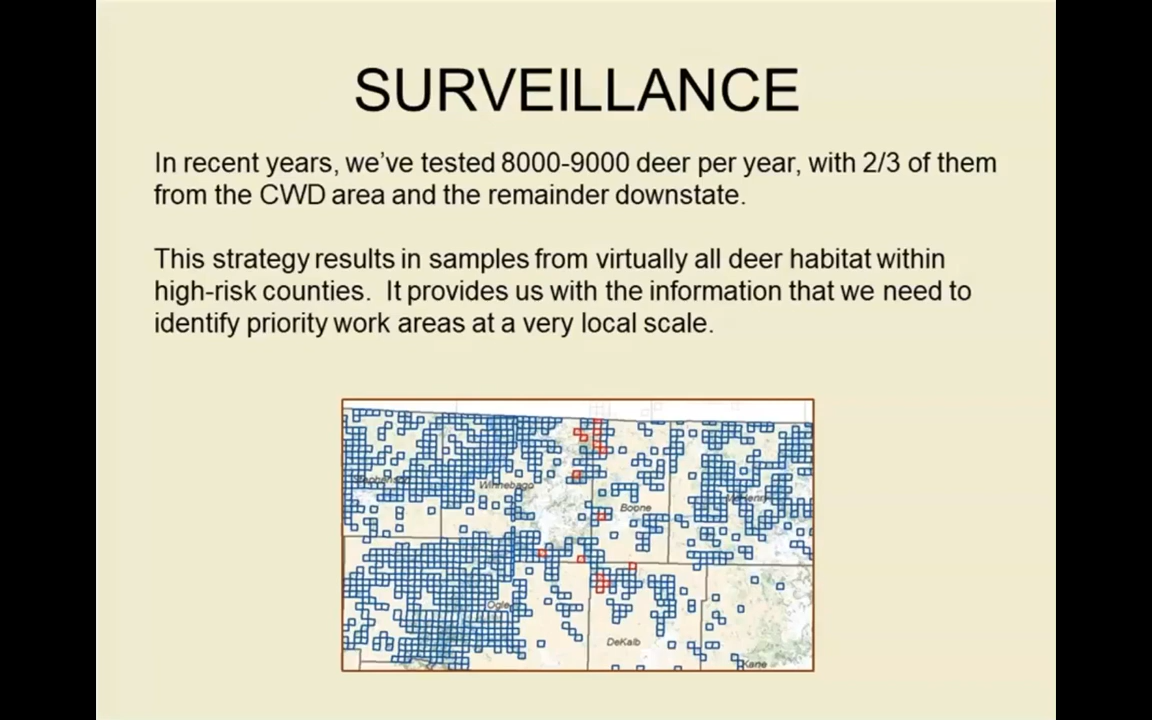 SURVEILLANCE
In recent years, we've tested 8000-9000 deer per year, with 2/3 of them
from the CWD area and the remainder downstate.
This strategy results in samples from virtually all deer habitat within
high-risk counties.  It provides us with the information that we need to
identify priority work areas at a very local scale.
Stephenson
Winnebago
McHenry
Boone
Ogle
DeKalb
Kane